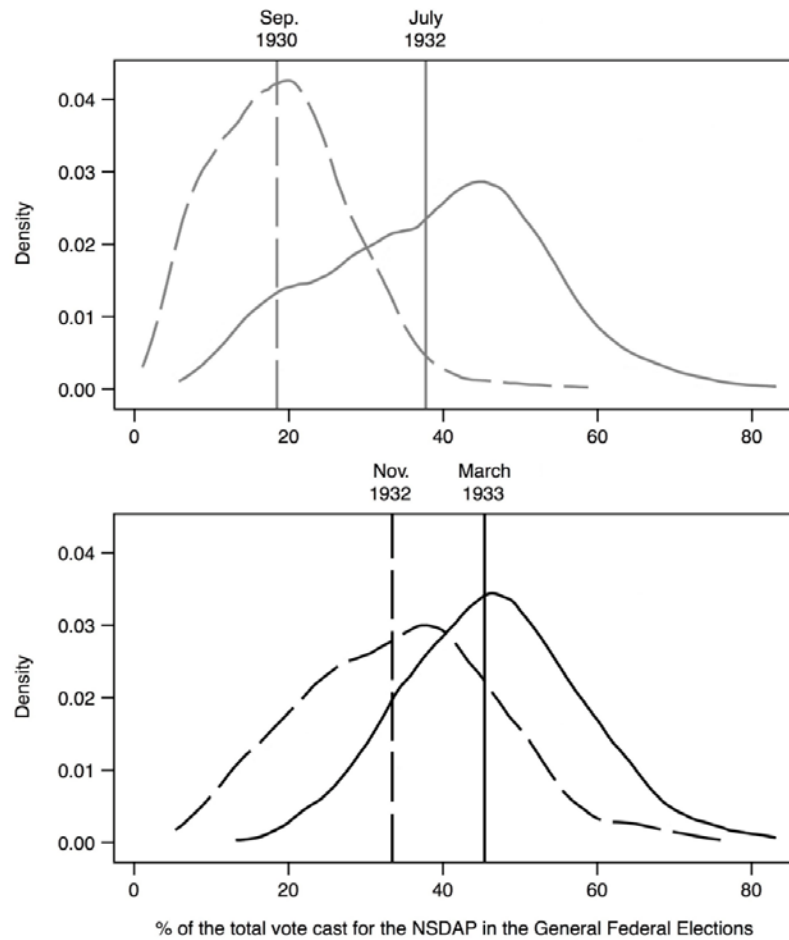 Sep.
1930
July
1932
Density
0.04
0.03
0.02
0.01
0.00
0 20 40 60 80
Nov.
1932
March
1933
Density
0.04
0.03
0.02
0.01
0.00
0 20 40 60 80
% of the total vote cast for the NSDAP in the General Federal Elections